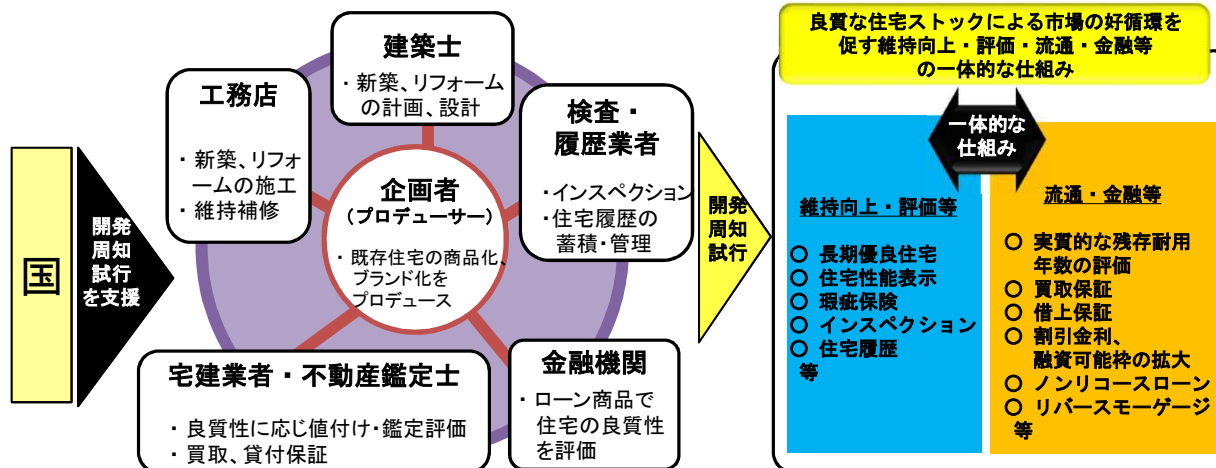 国
開発
周知
試行
を支援
建築士
・新築、リフォーム
の計画、設計
工務店
・新築、リフォ
ームの施工
・維持補修
検査・
履歴業者
・インスペクション
・住宅履歴の
蓄積・管理
企画者
（プロデューサー）
・既存住宅の商品化、
ブランド化を
プロデュース
宅建業者・不動産鑑定士
・良質性に応じ値付け・鑑定評価
・買取、貸付保証
金融機関
・ローン商品で
住宅の良質性
を評価
開発
周知
試行
良質な住宅ストックによる市場の好循環を
促す維持向上・評価・流通・金融等
の一体的な仕組み
一体的な
仕組み
維持向上・評価等
○ 長期優良住宅
○ 住宅性能表示
○ 瑕疵保険
○ インスペクション
○ 住宅履歴
等
流通・金融等
○ 実質的な残存耐用
年数の評価
○ 買取保証
○ 借上保証
○ 割引金利、
融資可能枠の拡大
○ ノンリコースローン
○ リバースモーゲージ
等